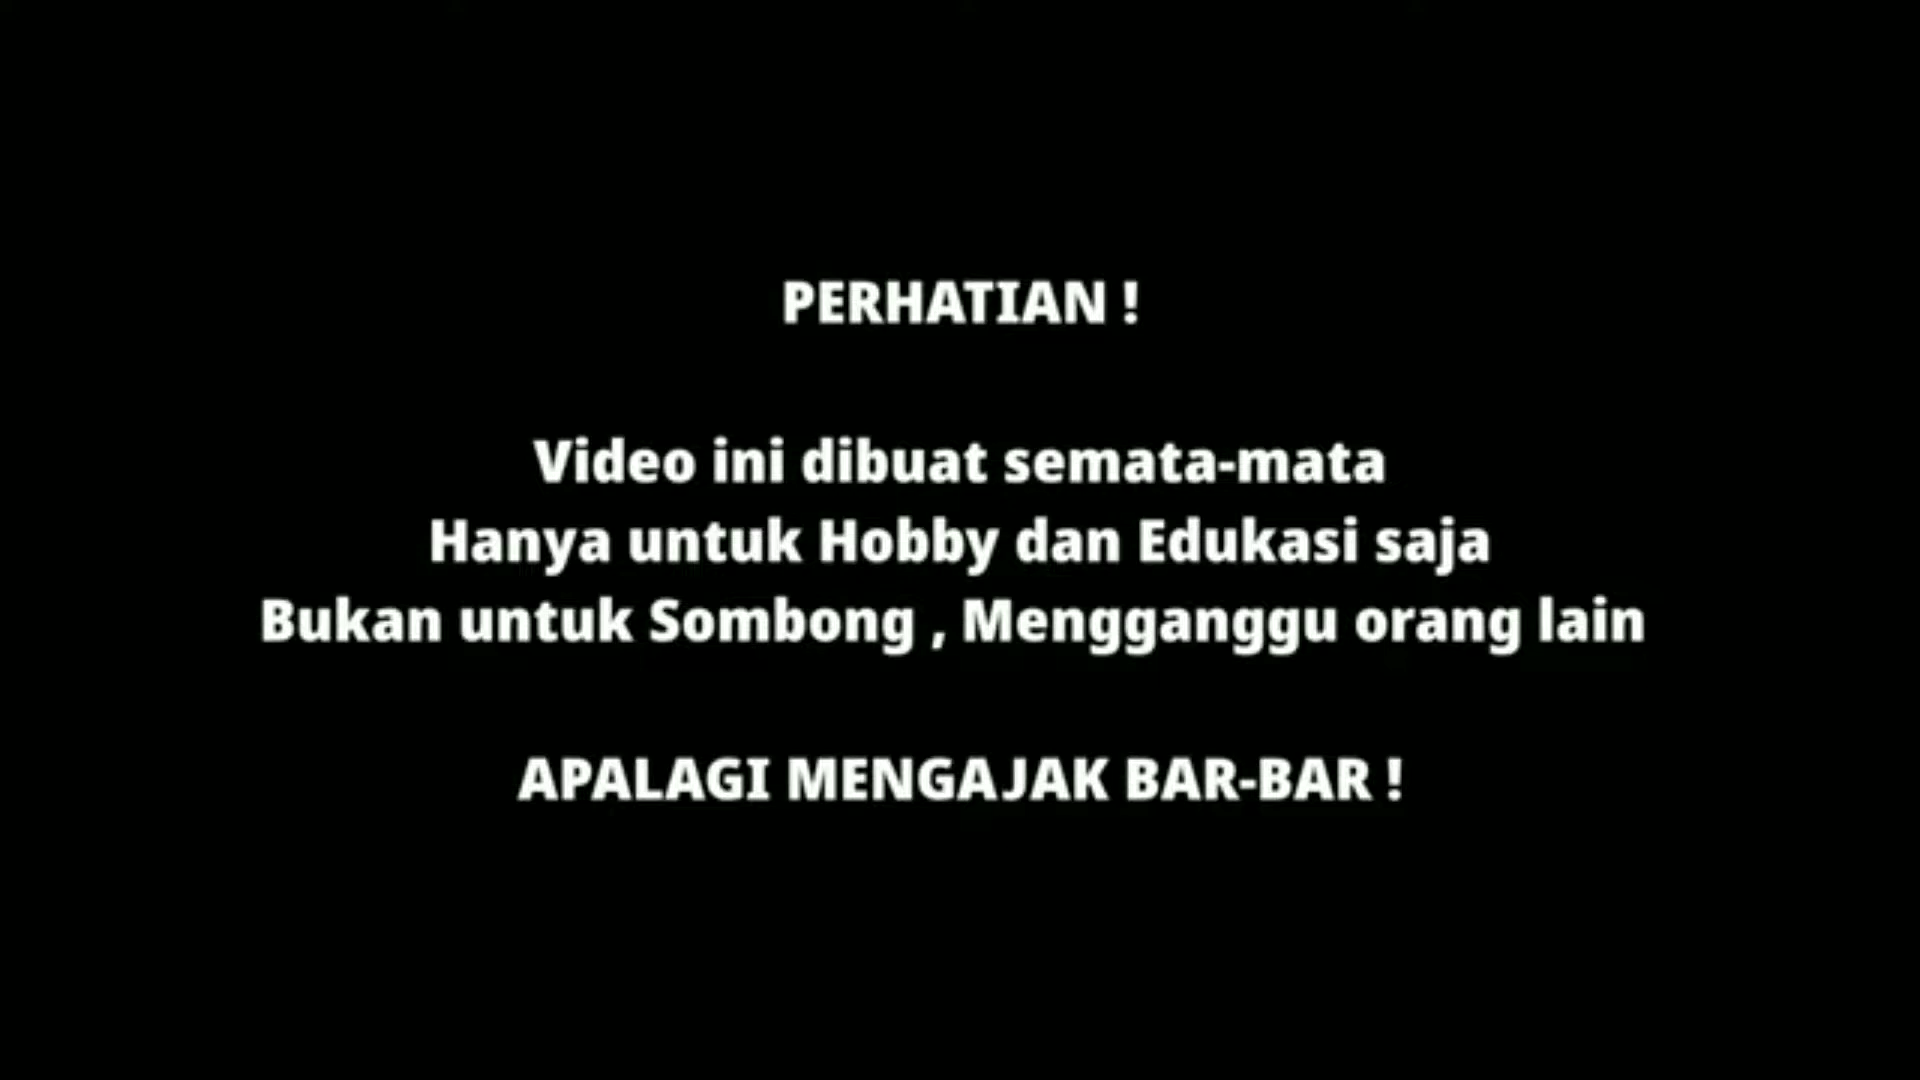 PERHATIAN !
Video ini dibuat semata-mata
Hanya untuk Hobby dan Edukasi saja
Bukan untuk Sombong , Mengganggu orang lain
APALAGI MENGAJAK BAR-BAR !